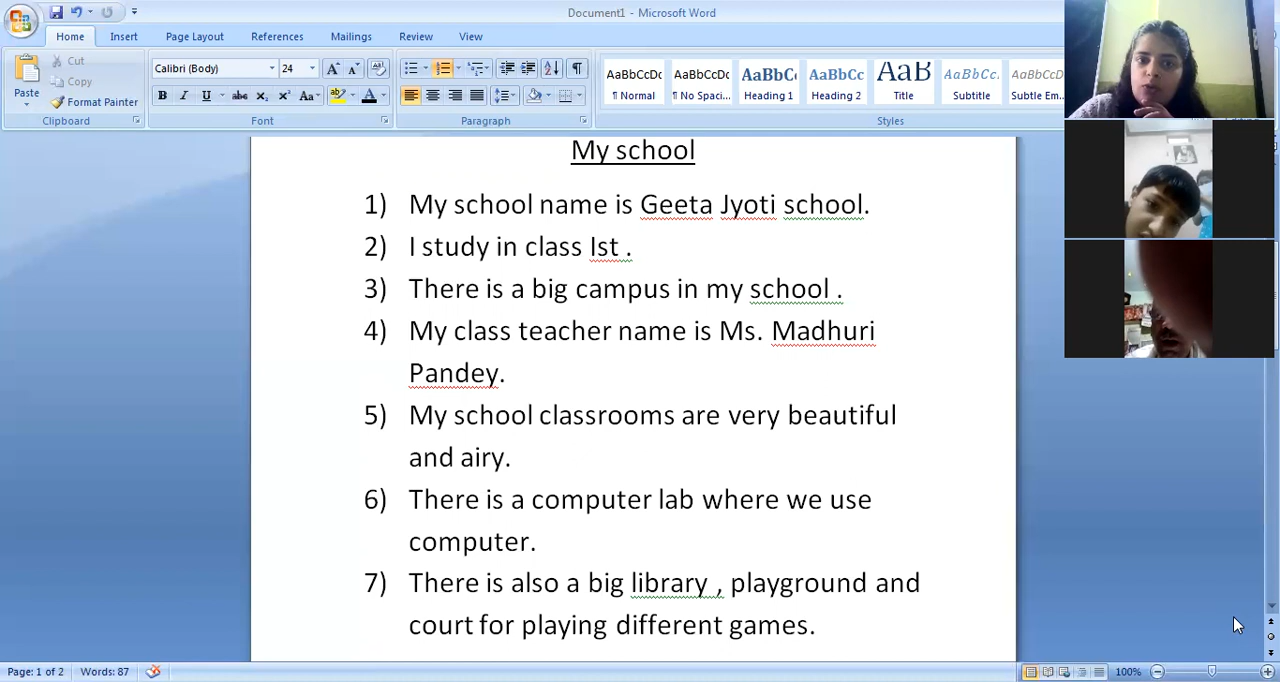 Document1 - Microsoft Word
Home Insert Page Layout References Mailings Review View
Paste
Cut
Copy
Format Painter
Clipboard
Calibri (Body) 24
Font
Paragraph
AaBbCcDc AaBbCcDc AaBbC AaBbCc AaB AaBbCc. AaBbCcDc
¶ Normal ¶ No Spaci... Heading 1 Heading 2 Title Subtitle Subtle Em...
Styles
My school
1) My school name is Geeta Jyoti school.
2) I study in class Ist .
3) There is a big campus in my school .
4) My class teacher name is Ms. Madhuri
Pandey.
5) My school classrooms are very beautiful
and airy.
6) There is a computer lab where we use
computer.
7) There is also a big library , playground and
court for playing different games.
Page: 1 of 2 Words: 87 100%